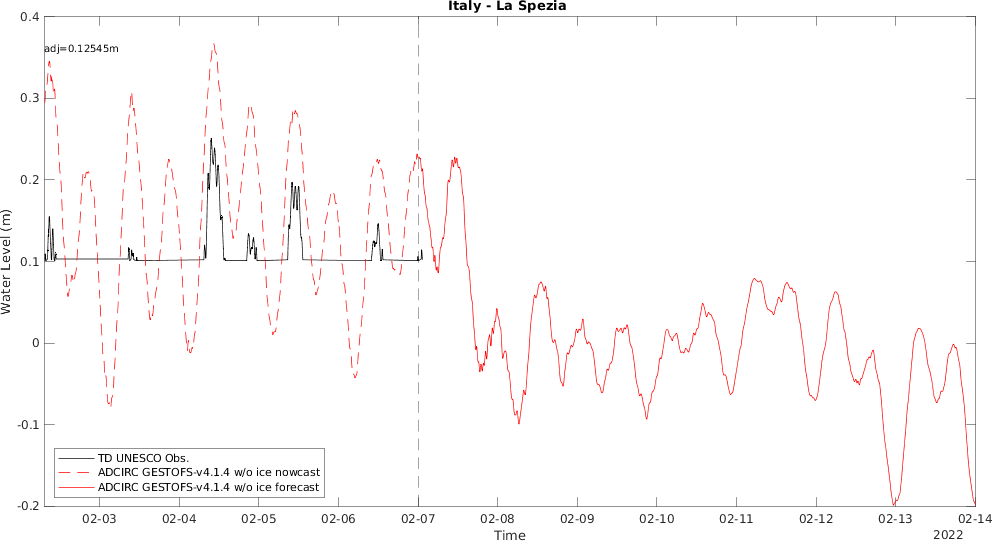 Italy - La Spezia
adj=0.12545m
0.4
0.3
0.2
0.1
0
-0.1
-0.2
Water Level (m)
TD UNESCO Obs.
ADCIRC GESTOFS-v4.1.4 w/o ice nowcast
ADCIRC GESTOFS-v4.1.4 w/o ice forecast
02-03 02-04 02-05 02-06 02-07 02-08 02-09 02-10 02-11 02-12 02-13 02-14
Time
2022